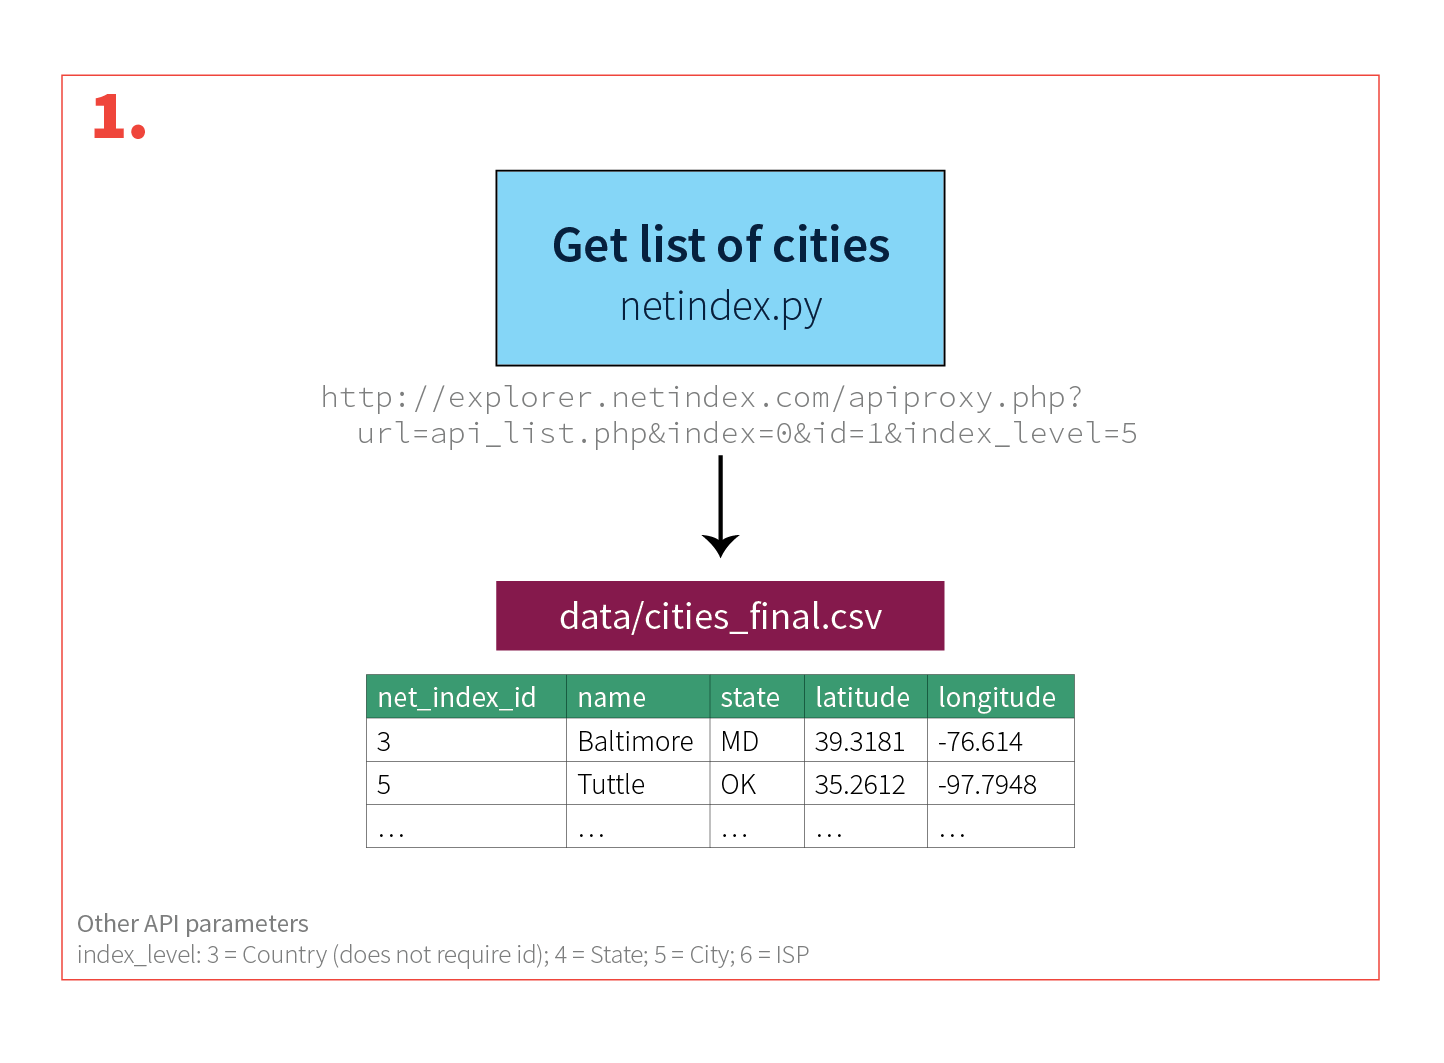 1.
Get list of cities
netindex.py
http://explorer.netindex.com/apiproxy.php?
url=api_list.php&index=0&id=1&index_level=5
data/cities_final.csv
net_index_id name state latitude longitude
3 Baltimore MD 39.3181 -76.614
5 Tuttle OK 35.2612 -97.7948
… … … … …
Other API parameters
index_level: 3 = Country (does not require id); 4 = State; 5 = City; 6 = ISP